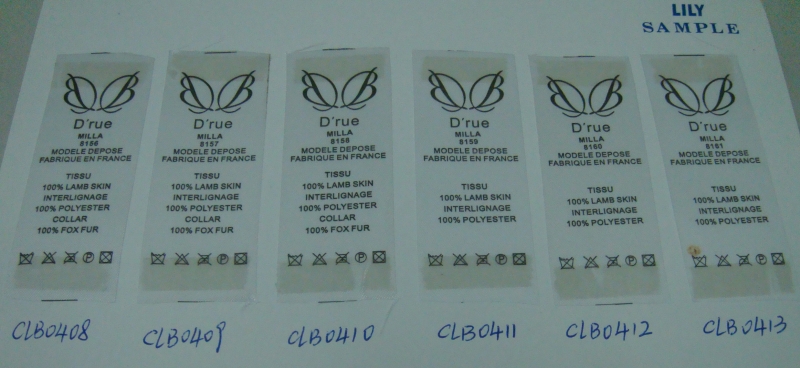 LILY
SAMPLE
D'rue
MILLA
8156
MODELE DEPOSE
FABRIQUE EN FRANCE
TISSU
100% LAMB SKIN
INTERLIGNAGE
100% POLYESTER
COLLAR
100% FOX FUR
CLB0408
D'rue
MILLA
8157
MODELE DEPOSE
FABRIQUE EN FRANCE
TISSU
100% LAMB SKIN
INTERLIGNAGE
100% POLYESTER
COLLAR
100% FOX FUR
CLB0409
D'rue
MILLA
8158
MODELE DEPOSE
FABRIQUE EN FRANCE
TISSU
100% LAMB SKIN
INTERLIGNAGE
100% POLYESTER
COLLAR
100% FOX FUR
CLB0410
D'rue
MILLA
8159
MODELE DEPOSE
FABRIQUE EN FRANCE
TISSU
100% LAMB SKIN
INTERLIGNAGE
100% POLYESTER
CLB0411
D'rue
MILLA
8160
MODELE DEPOSE
FABRIQUE EN FRANCE
TISSU
100% LAMB SKIN
INTERLIGNAGE
100% POLYESTER
CLB0412
D'rue
MILLA
8161
MODELE DEPOSE
FABRIQUE EN FRANCE
TISSU
100% LAMB SKIN
INTERLIGNAGE
100% POLYESTER
CLB0413